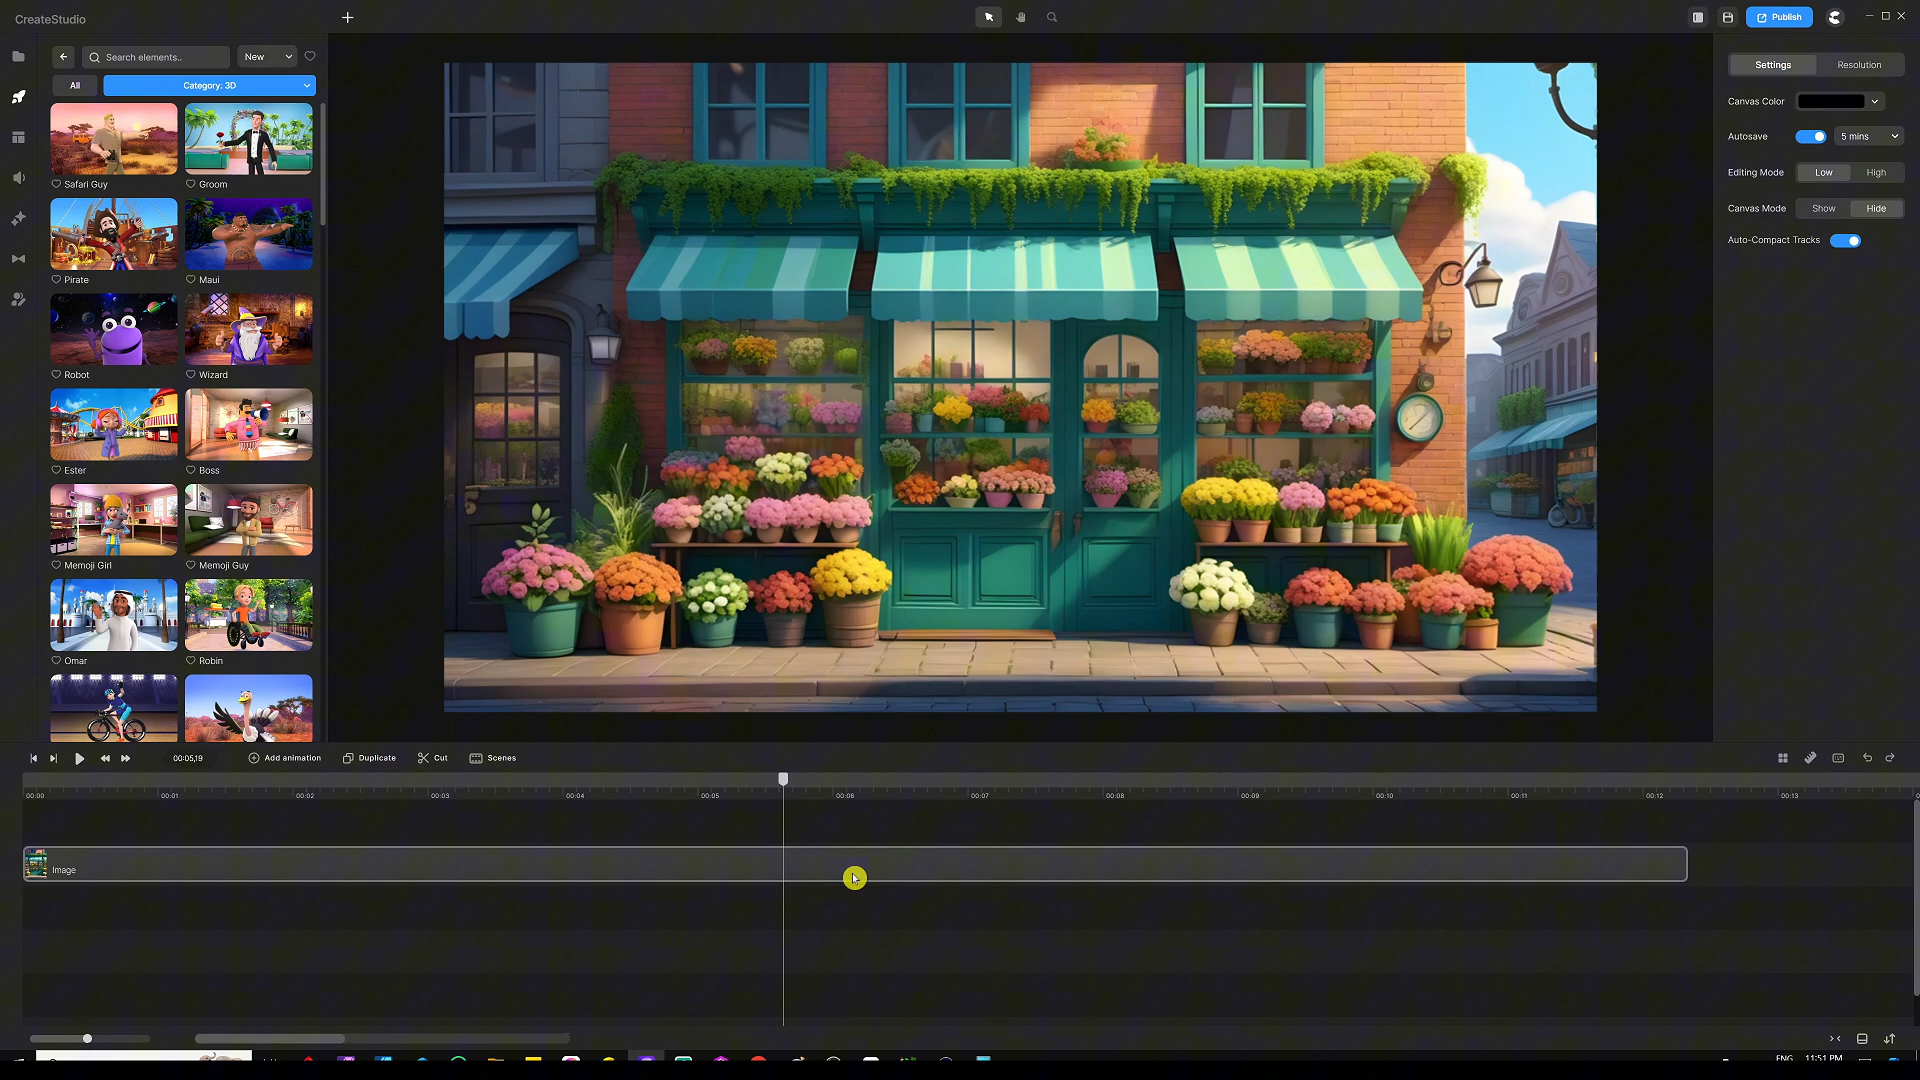 CreateStudio
Publish
Search elements..
New
All
Category: 3D
Safari Guy
Groom
Pirate
Maui
Robot
Wizard
Ester
Boss
Memoji Girl
Memoji Guy
Omar
Robin
Settings
Resolution
Canvas Color
Autosave
5 mins
Editing Mode
Low
High
Canvas Mode
Show
Hide
Auto-Compact Tracks
00:05,19
Add animation
Duplicate
Cut
Scenes
00:00
00:01
00:02
00:03
00:04
00:05
00:06
00:07
00:08
00:09
00:10
00:11
00:12
00:13
Image
ENG
11:51 PM